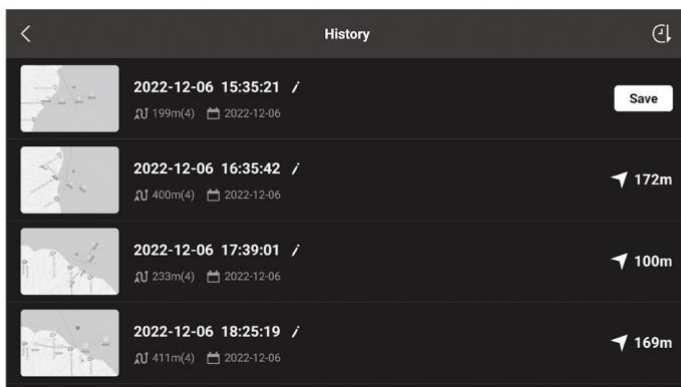 History
2022-12-06 15:35:21
199m(4) 2022-12-06
Save
2022-12-06 16:35:42
400m(4) 2022-12-06
172m
2022-12-06 17:39:01
233m(4) 2022-12-06
100m
2022-12-06 18:25:19
411m(4) 2022-12-06
169m